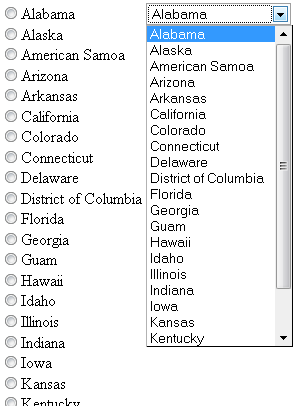 Alabama
Alaska
American Samoa
Arizona
Arkansas
California
Colorado
Connecticut
Delaware
District of Columbia
Florida
Georgia
Guam
Hawaii
Idaho
Illinois
Indiana
Iowa
Kansas
Kentucky
Alabama
Alabama
Alaska
American Samoa
Arizona
Arkansas
California
Colorado
Connecticut
Delaware
District of Columbia
Florida
Georgia
Guam
Hawaii
Idaho
Illinois
Indiana
Iowa
Kansas
Kentucky